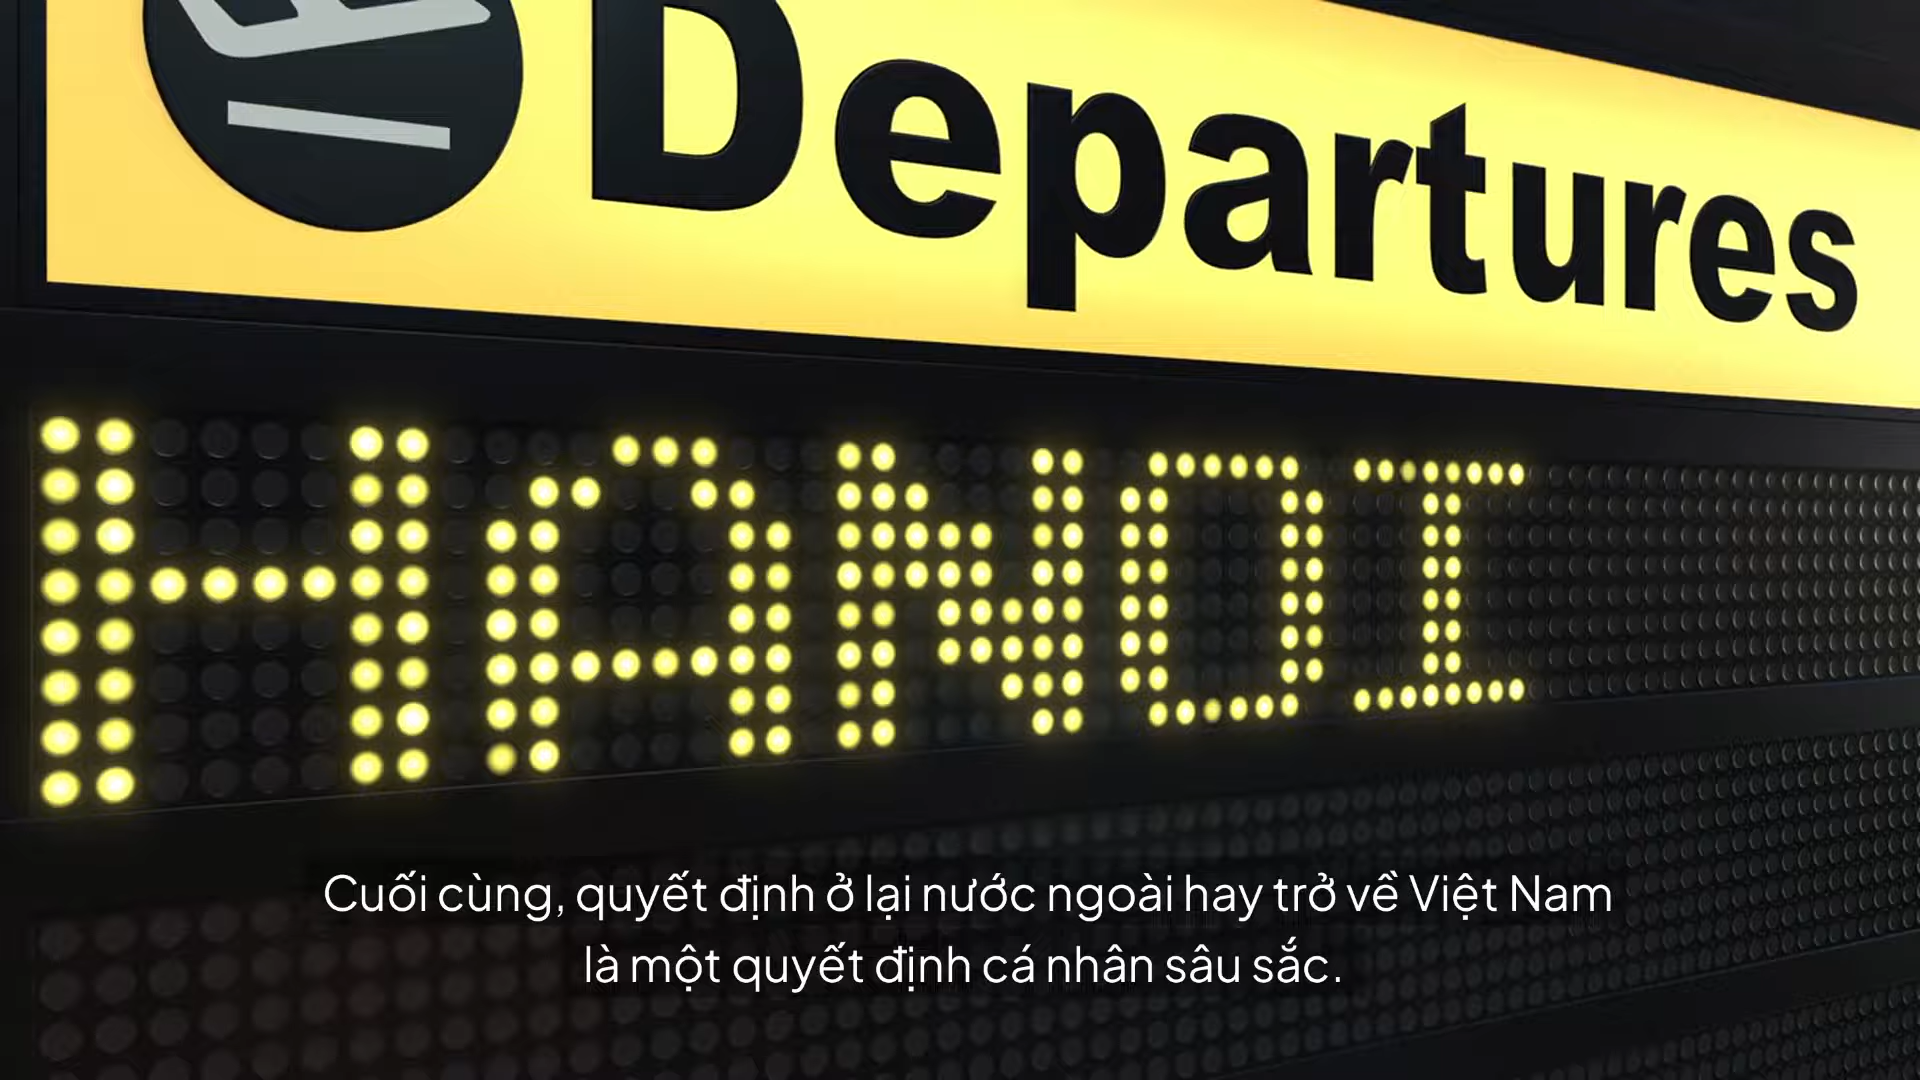 Departures
HANOI
Cuối cùng, quyết định ở lại nước ngoài hay trở về Việt Nam
là một quyết định cá nhân sâu sắc.